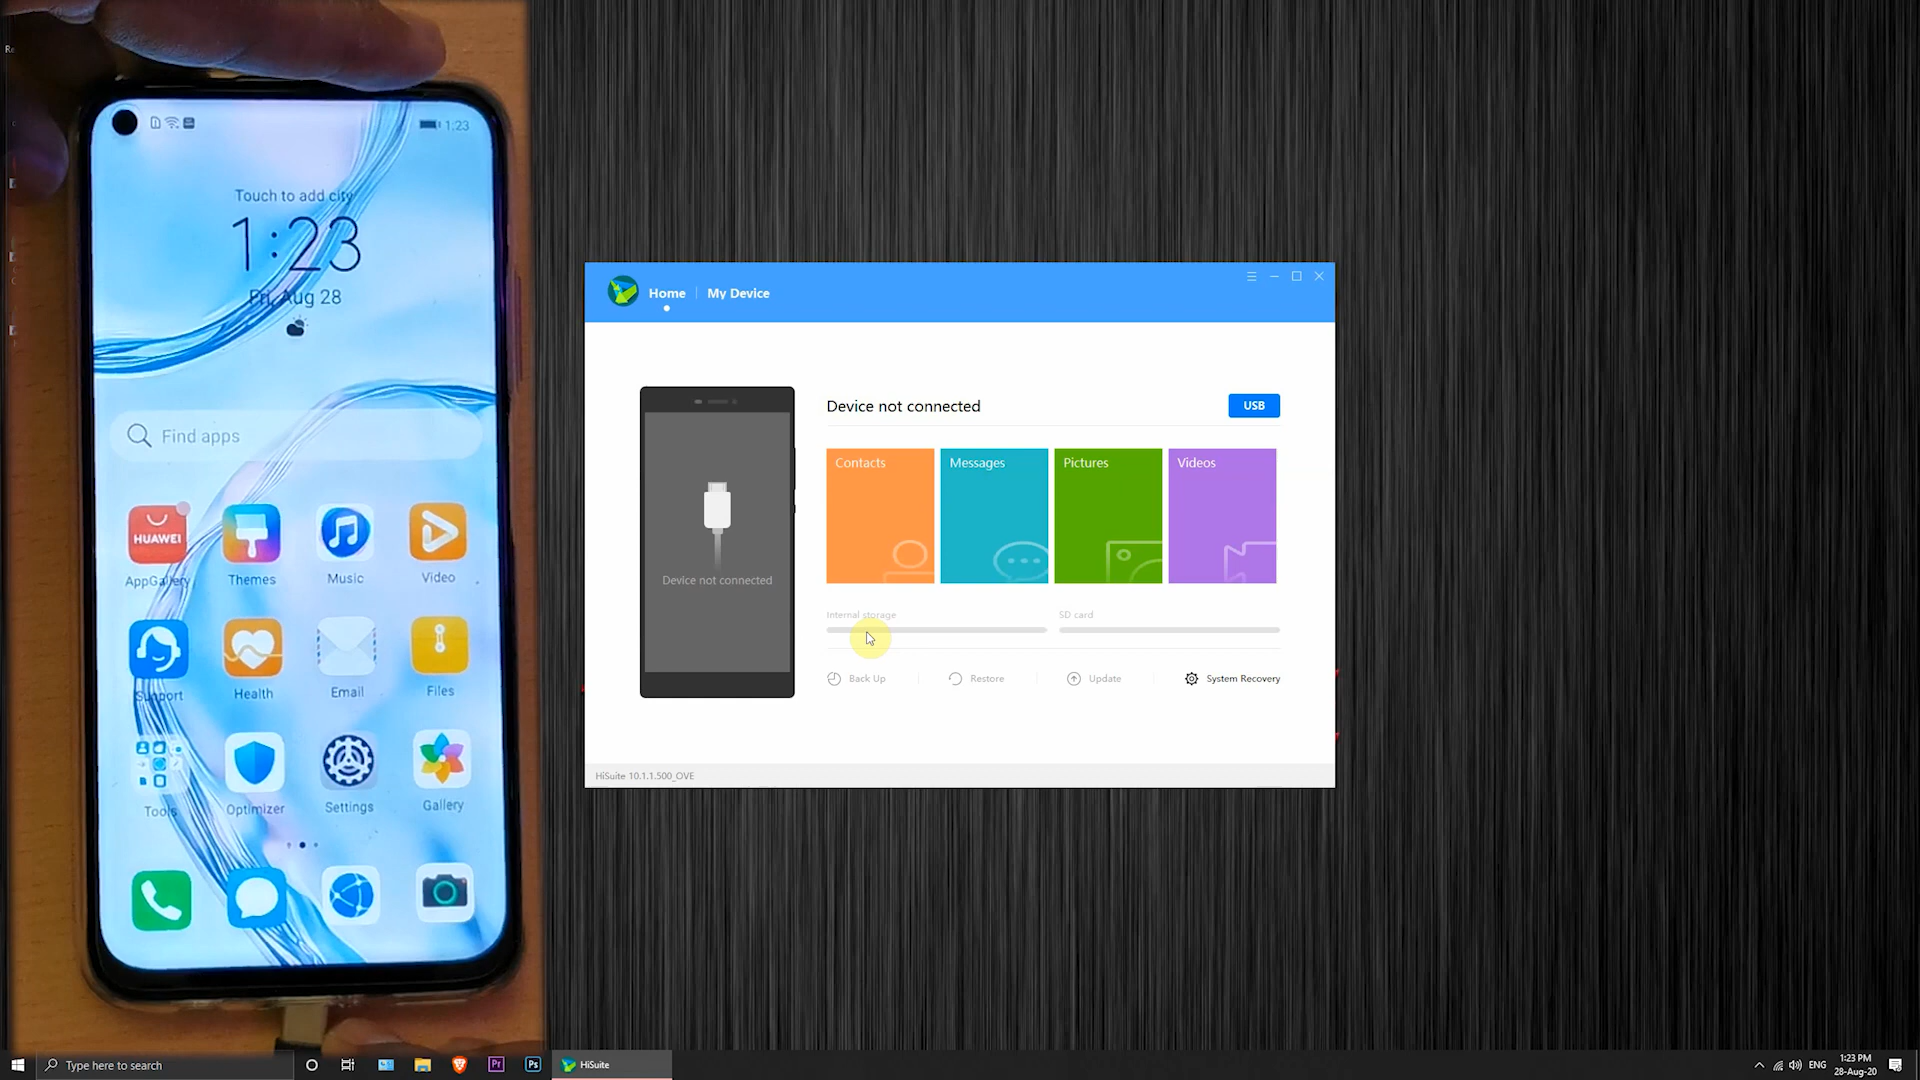 Re
1:23
Touch to add city
1:23
Fri, Aug 28
Find apps
HUAWEI
AppGallery
Themes
Music
Video
Support
Health
Email
Files
Tools
Optimizer
Settings
Gallery
Home
My Device
Device not connected
USB
Device not connected
Contacts
Messages
Pictures
Videos
Internal storage
SD card
Back Up
Restore
Update
System Recovery
HiSuite 10.1.1.500_OVE
Type here to search
Pr
Ps
HiSuite
ENG
1:23 PM
28-Aug-20